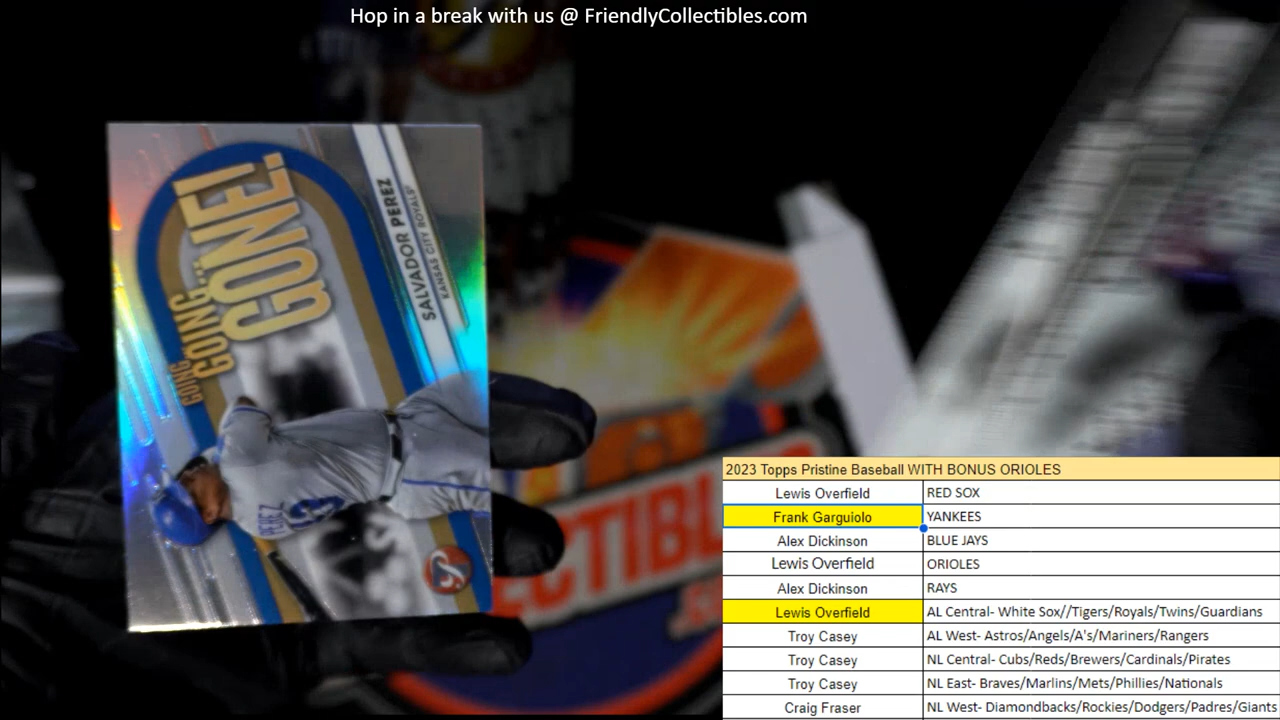 Hop in a break with us @ FriendlyCollectibles.com
GOING
GOING...
GONE!
SALVADOR PEREZ
KANSAS CITY ROYALS
PEREZ
13
CTIBL
2023 Topps Pristine Baseball WITH BONUS ORIOLES
Lewis Overfield RED SOX
Frank Garguiolo YANKEES
Alex Dickinson BLUE JAYS
Lewis Overfield ORIOLES
Alex Dickinson RAYS
Lewis Overfield AL Central- White Sox//Tigers/Royals/Twins/Guardians
Troy Casey AL West- Astros/Angels/A's/Mariners/Rangers
Troy Casey NL Central- Cubs/Reds/Brewers/Cardinals/Pirates
Troy Casey NL East- Braves/Marlins/Mets/Phillies/Nationals
Craig Fraser NL West- Diamondbacks/Rockies/Dodgers/Padres/Giants